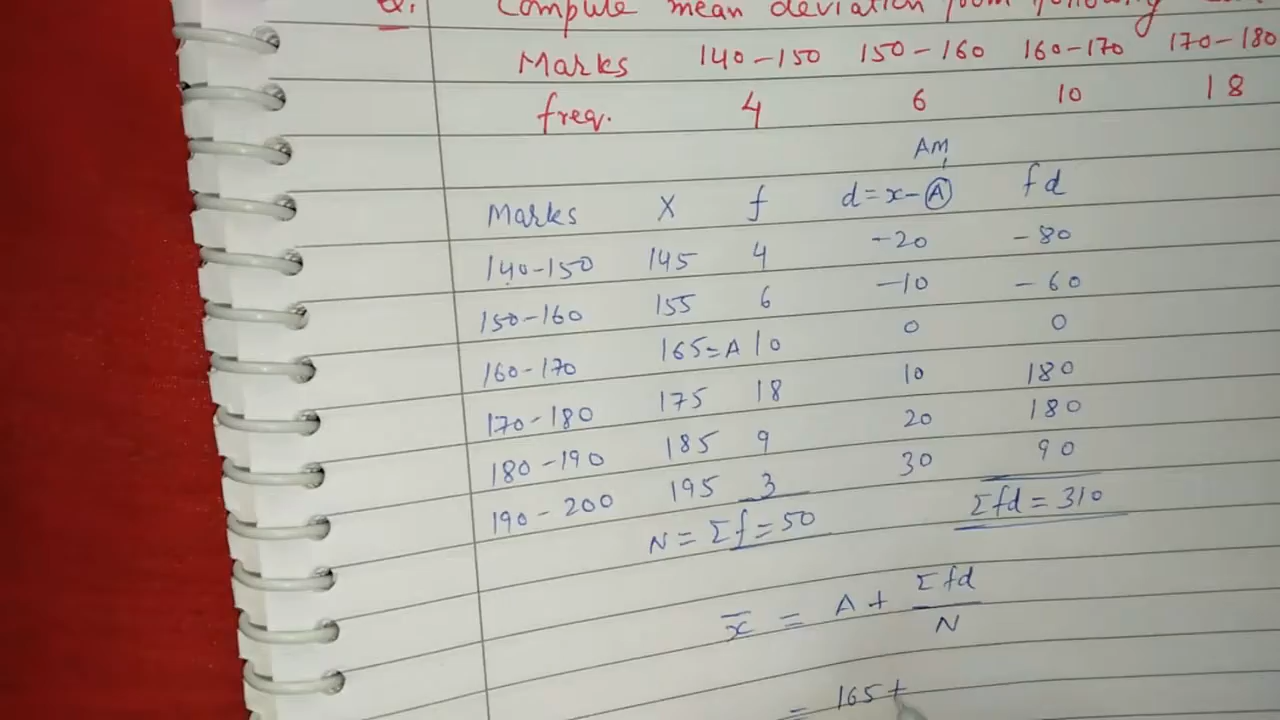 Q. Compute mean deviation from following
Marks 140-150 150-160 160-170 170-180
freq. 4 6 10 18
AM
Marks X f d=x-A fd
140-150 145 4 -20 -80
150-160 155 6 -10 -60
160-170 165=A 10 0 0
170-180 175 18 10 180
180-190 185 9 20 180
190-200 195 3 30 90
N = Σf = 50 Σfd = 310
x̄ = A + Σfd / N
= 165 +